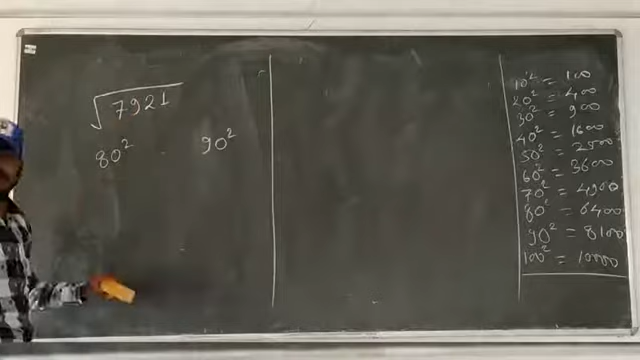 √7921
80² 90²
10² = 100
20² = 400
30² = 900
40² = 1600
50² = 2500
60² = 3600
70² = 4900
80² = 6400
90² = 8100
100² = 10000